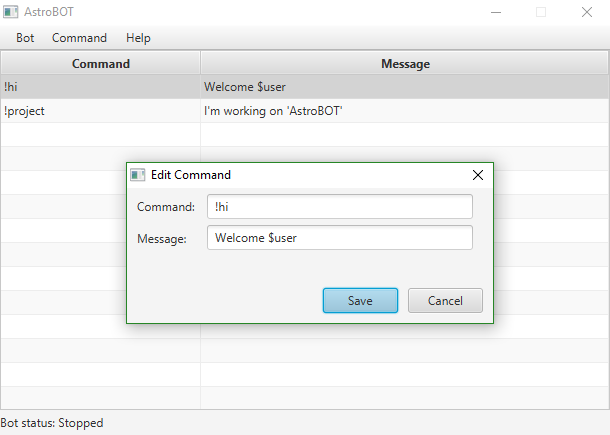 AstroBOT
Bot Command Help
Command Message
!hi Welcome $user
!project I'm working on 'AstroBOT'
Edit Command
Command: !hi
Message: Welcome $user
Save Cancel
Bot status: Stopped